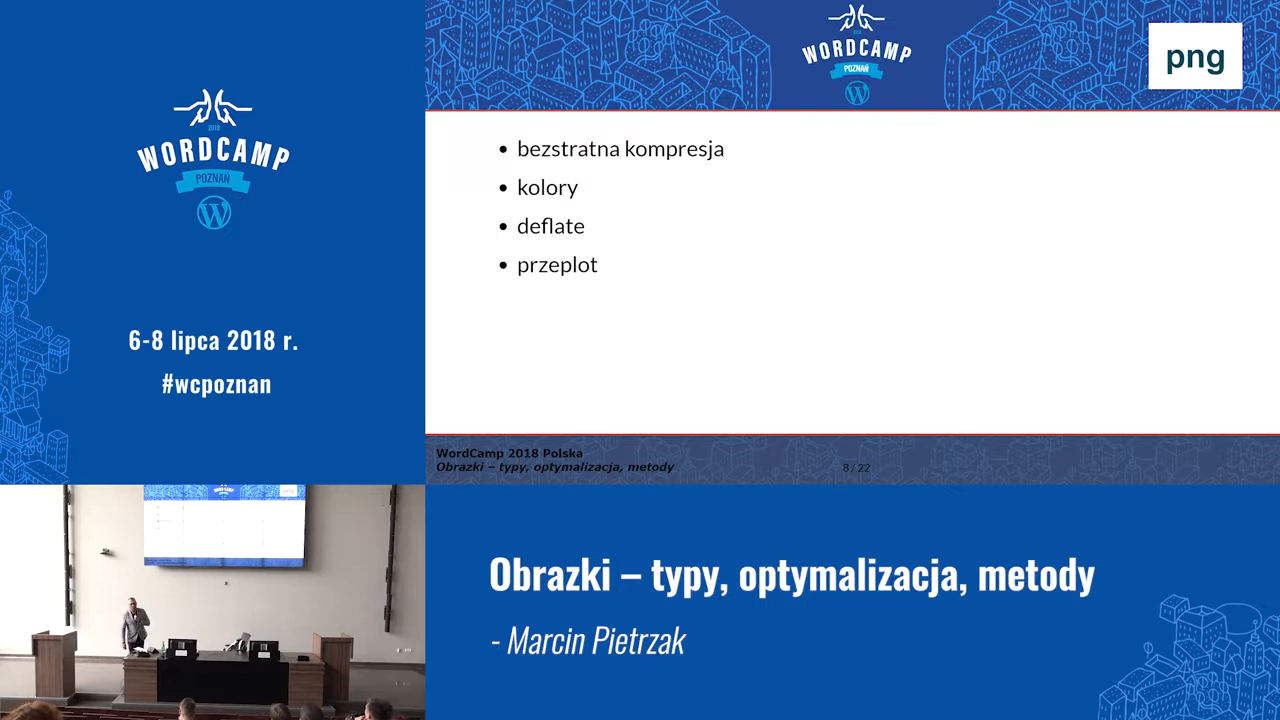 2018
WORDCAMP
POZNAŃ
6-8 lipca 2018 r.
#wcpoznan
2018
WORDCAMP
POZNAŃ
png
bezstratna kompresja
kolory
deflate
przeplot
WordCamp 2018 Polska
Obrazki – typy, optymalizacja, metody
8 / 22
Obrazki – typy, optymalizacja, metody
- Marcin Pietrzak